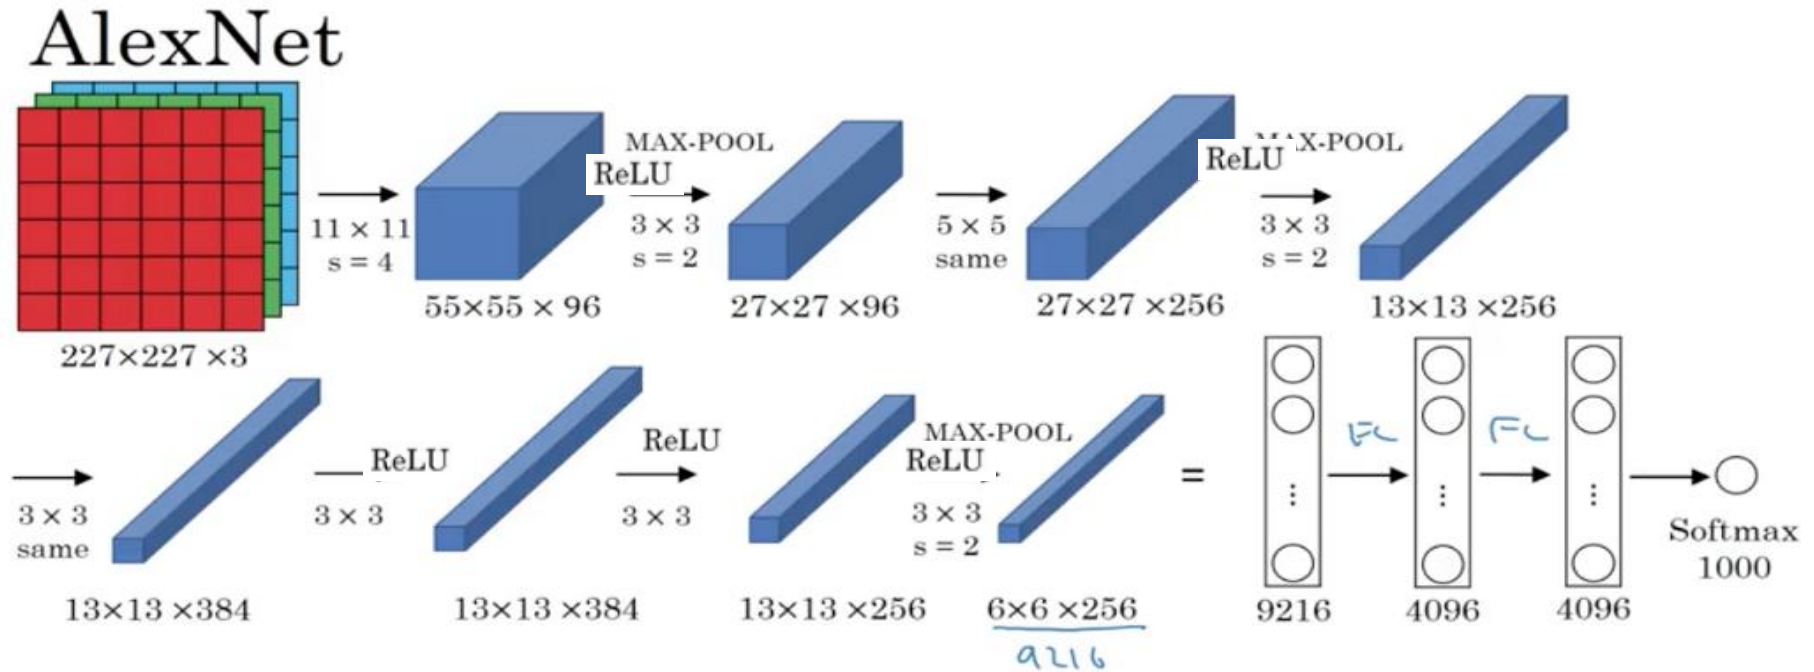 AlexNet
227×227 ×3
11 × 11
s = 4
55×55 × 96
MAX-POOL
ReLU
3 × 3
s = 2
27×27 ×96
5 × 5
same
27×27 ×256
ReLU
X-POOL
3 × 3
s = 2
13×13 ×256
3 × 3
same
13×13 ×384
ReLU
3 × 3
13×13 ×384
ReLU
3 × 3
13×13 ×256
MAX-POOL
ReLU
3 × 3
s = 2
6×6 ×256
9216
=
9216
FC
4096
FC
4096
Softmax
1000